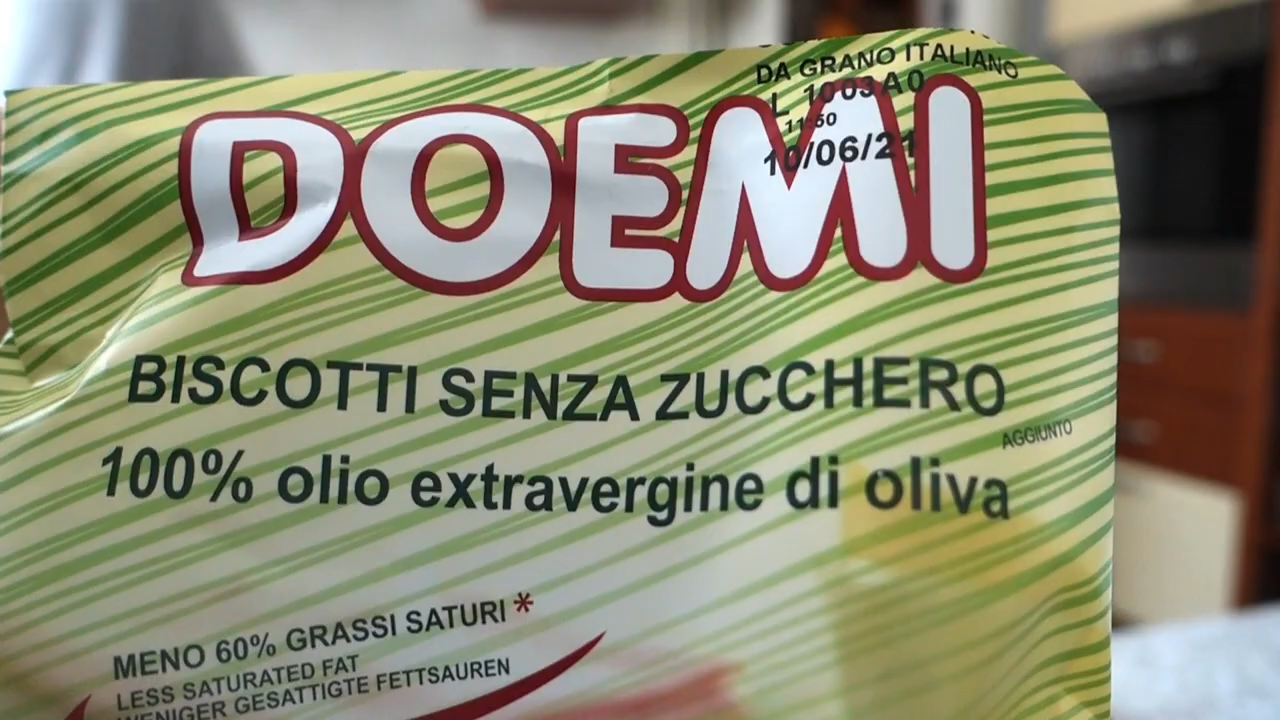 DA GRANO ITALIANO
L 1003A0
11:50
10/06/21
DOEMI
BISCOTTI SENZA ZUCCHERO
AGGIUNTO
100% olio extravergine di oliva
MENO 60% GRASSI SATURI *
LESS SATURATED FAT
WENIGER GESATTIGTE FETTSAUREN